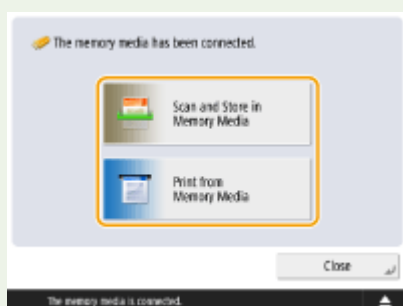 The memory media has been connected.
Scan and Store in
Memory Media
Print from
Memory Media
Close
The memory media is connected.